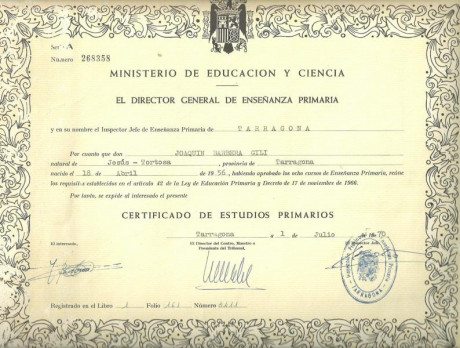 Serie A
Número 268358
MINISTERIO DE EDUCACION Y CIENCIA
EL DIRECTOR GENERAL DE ENSEÑANZA PRIMARIA
y en su nombre el Inspector Jefe de Enseñanza Primaria de TARRAGONA
Por cuanto que don JOAQUIN BARBERA GILI
natural de Jesús - Tortosa , provincia de Tarragona
nacido el 18 de Abril de 1956, habiendo aprobado los ocho cursos de Enseñanza Primaria, reúne
los requisitos establecidos en el artículo 42 de la Ley de Educación Primaria y Decreto de 17 de noviembre de 1966.
Por tanto, se expide al interesado el presente
CERTIFICADO DE ESTUDIOS PRIMARIOS
Tarragona a 1 de Julio de 1970.
El interesado, El Director del Centro, Maestro o El Inspector Jefe,
Presidente del Tribunal,
TARRAGONA
Registrado en el Libro Folio Número